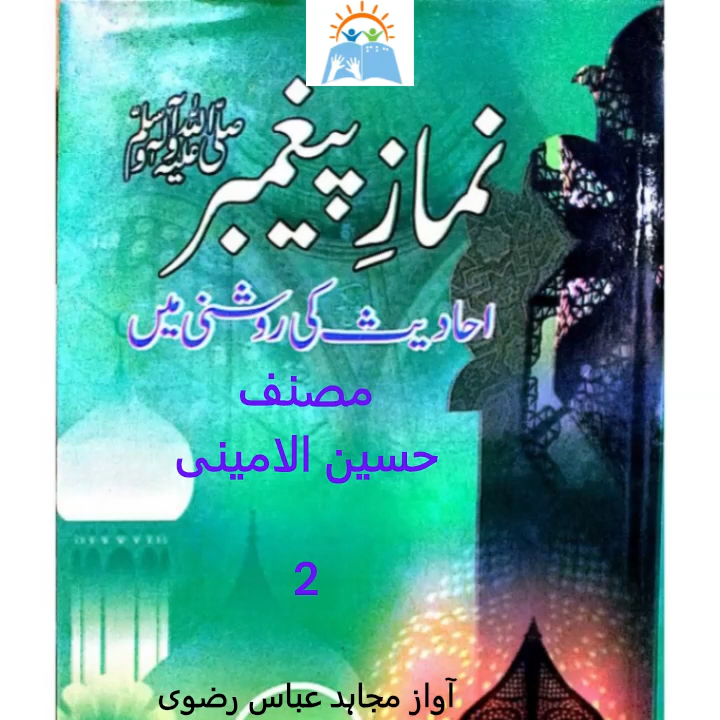 نمازِ پیغمبر صلی اللہ علیہ وآلہ وسلم
احادیث کی روشنی میں
مصنف
حسین الامینی
2
آواز مجاہد عباس رضوی